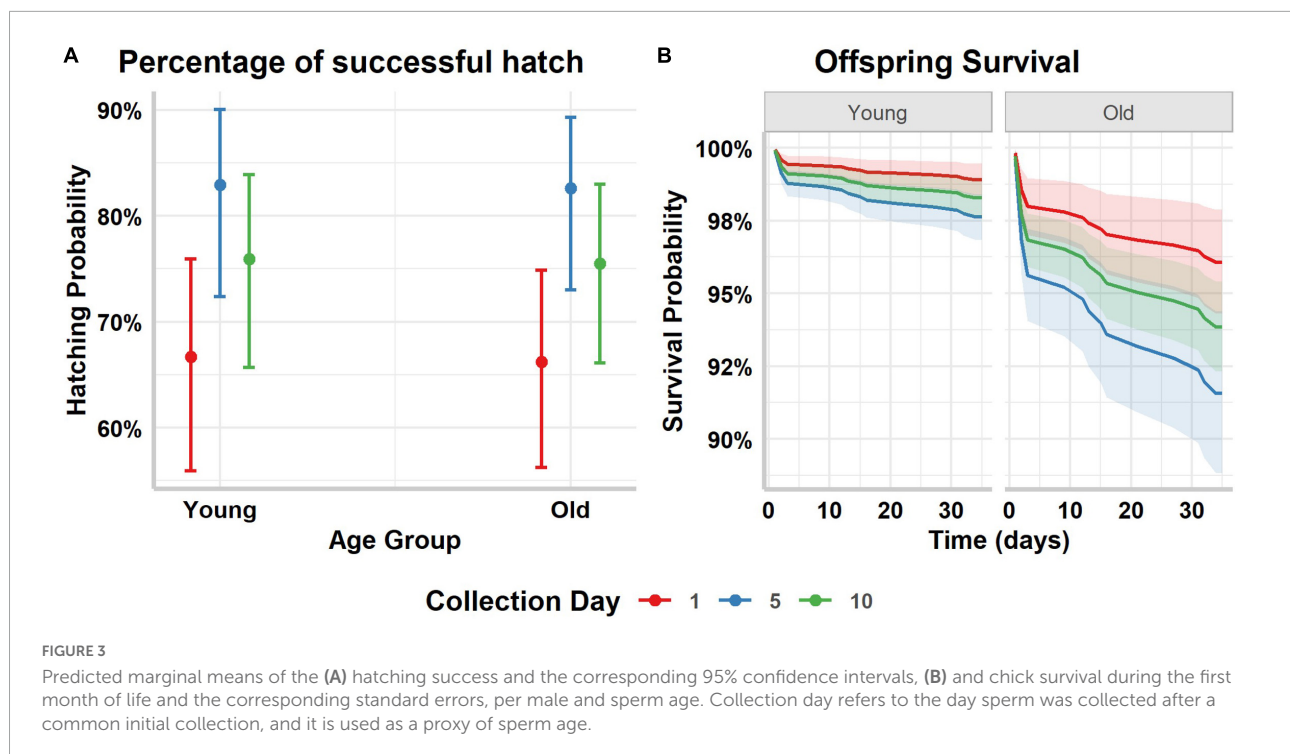 A Percentage of successful hatch
Hatching Probability
90%
80%
70%
60%
Young Old
Age Group
B Offspring Survival
Young Old
Survival Probability
100%
98%
95%
92%
90%
0 10 20 30 0 10 20 30
Time (days)
Collection Day 1 5 10
FIGURE 3
Predicted marginal means of the (A) hatching success and the corresponding 95% confidence intervals, (B) and chick survival during the first
month of life and the corresponding standard errors, per male and sperm age. Collection day refers to the day sperm was collected after a
common initial collection, and it is used as a proxy of sperm age.